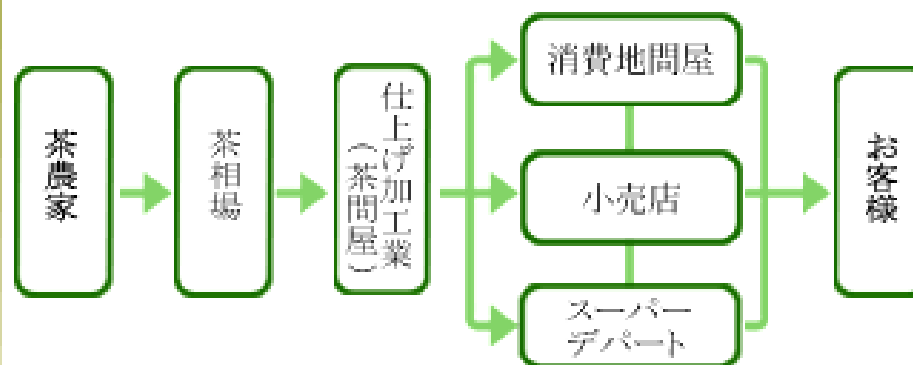 茶農家
茶相場
仕上げ加工業
（茶問屋）
消費地問屋
小売店
スーパー
デパート
お客様